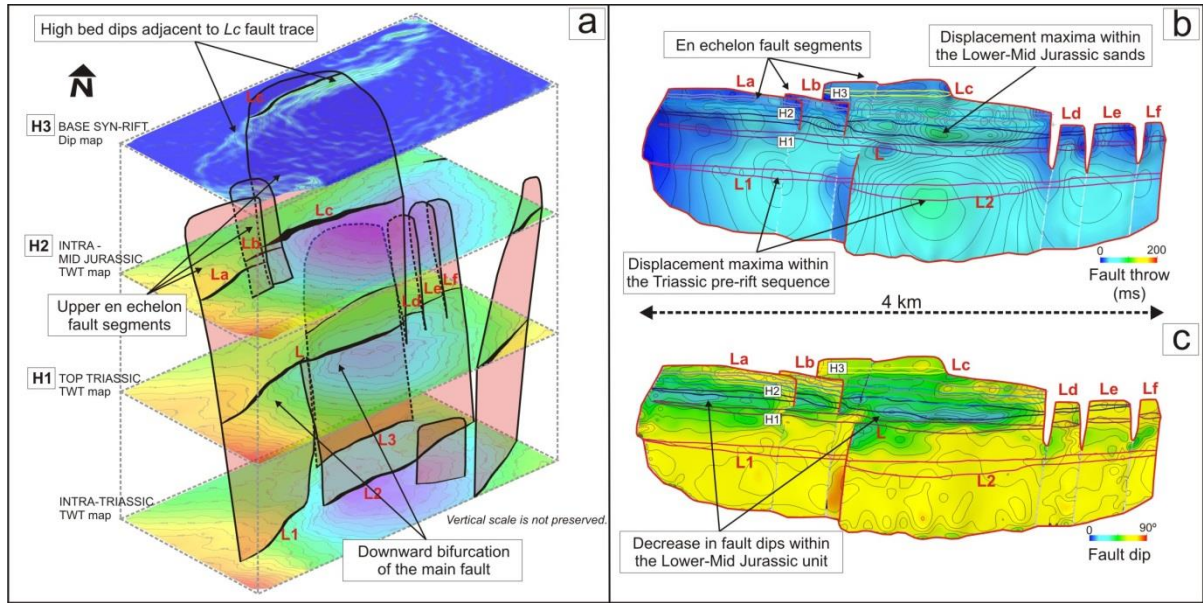 a
High bed dips adjacent to Lc fault trace
N
Lc
H3 BASE SYN-RIFT
Dip map
Lc
Lb
H2 INTRA -
MID JURASSIC
TWT map
La
Lf
Le
Ld
Upper en echelon
fault segments
L
H1 TOP TRIASSIC
TWT map
L3
L2
INTRA-TRIASSIC
TWT map
L1
Vertical scale is not preserved.
Downward bifurcation
of the main fault
b
En echelon fault
segments
Displacement maxima within
the Lower-Mid Jurassic sands
La
Lb
H3
Lc
Ld
Le
Lf
H2
H1
L
L1
L2
Displacement maxima within
the Triassic pre-rift sequence
0
200
Fault throw
(ms)
4 km
c
La
Lb
H3
Lc
Ld
Le
Lf
H2
H1
L
L1
L2
Decrease in fault dips within
the Lower-Mid Jurassic unit
0
90º
Fault dip